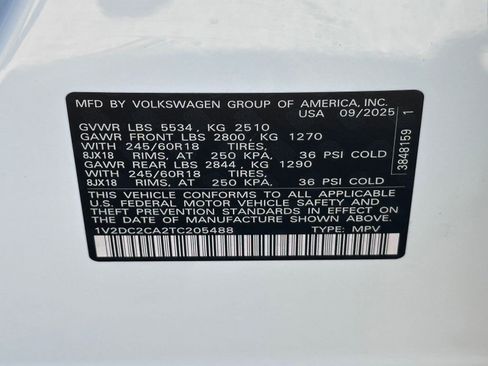 MFD BY VOLKSWAGEN GROUP OF AMERICA, INC.
USA 09/2025
GVWR LBS 5534, KG 2510
GAWR FRONT LBS 2800, KG 1270
WITH 245/60R18 TIRES,
8JX18 RIMS, AT 250 KPA, 36 PSI COLD
GAWR REAR LBS 2844, KG 1290
WITH 245/60R18 TIRES,
8JX18 RIMS, AT 250 KPA, 36 PSI COLD
THIS VEHICLE CONFORMS TO ALL APPLICABLE
U.S. FEDERAL MOTOR VEHICLE SAFETY AND
THEFT PREVENTION STANDARDS IN EFFECT ON
THE DATE OF MANUFACTURE SHOWN ABOVE.
1V2DC2CA2TC205488 TYPE: MPV
3848159 1